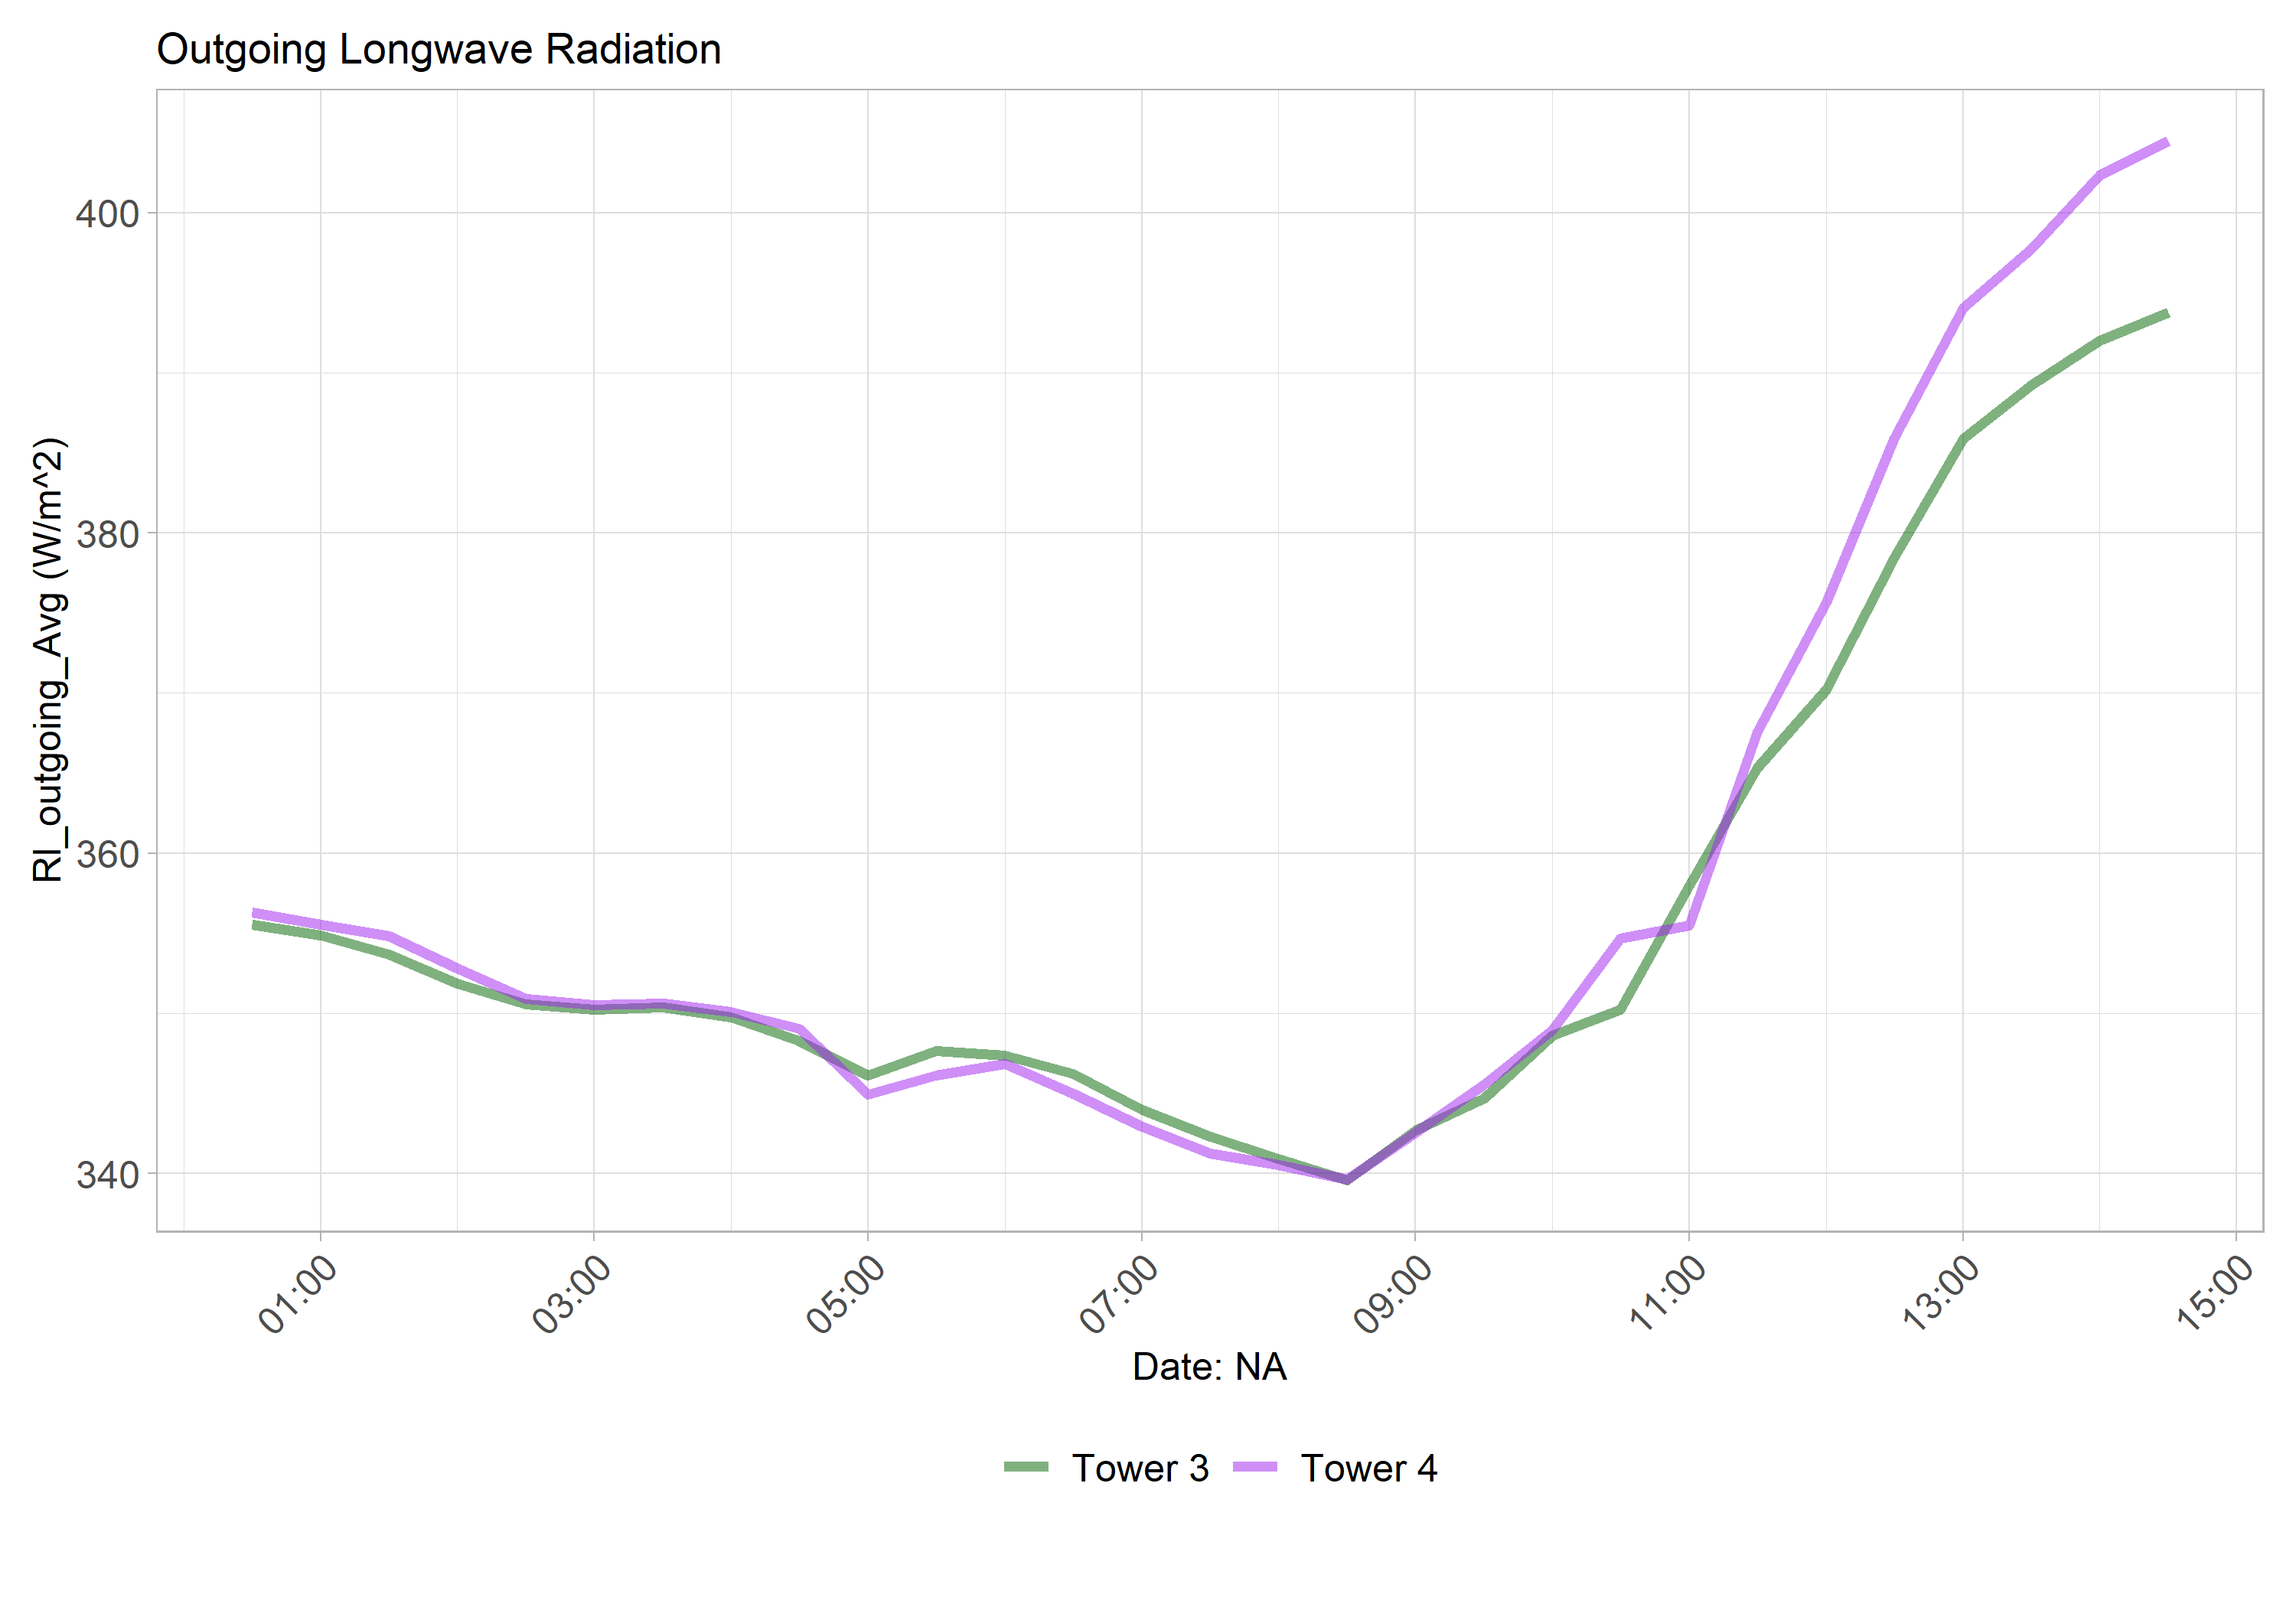 Outgoing Longwave Radiation
Rl_outgoing_Avg (W/m^2)
400
380
360
340
01:00
03:00
05:00
07:00
09:00
11:00
13:00
15:00
Date: NA
Tower 3
Tower 4